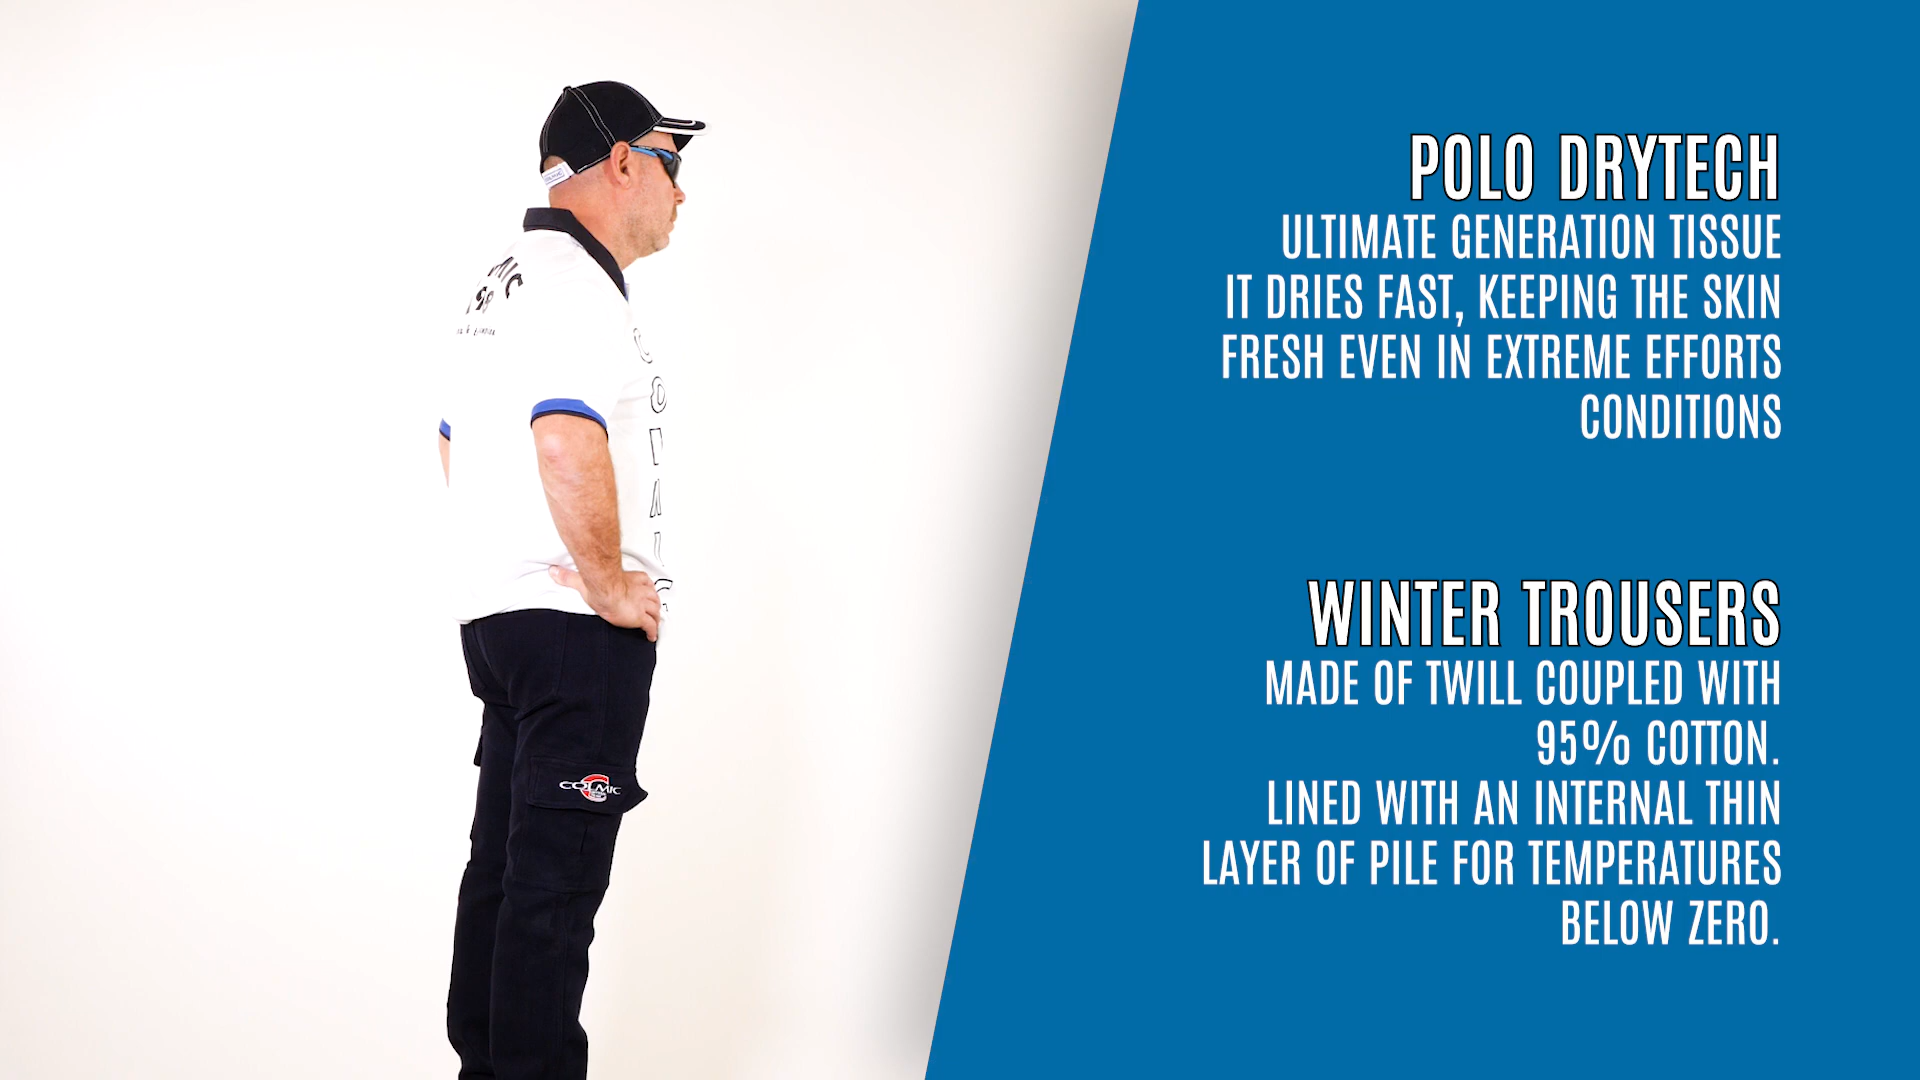 POLO DRYTECH
ULTIMATE GENERATION TISSUE
IT DRIES FAST, KEEPING THE SKIN
FRESH EVEN IN EXTREME EFFORTS
CONDITIONS
WINTER TROUSERS
MADE OF TWILL COUPLED WITH
95% COTTON.
LINED WITH AN INTERNAL THIN
LAYER OF PILE FOR TEMPERATURES
BELOW ZERO.
COLMIC